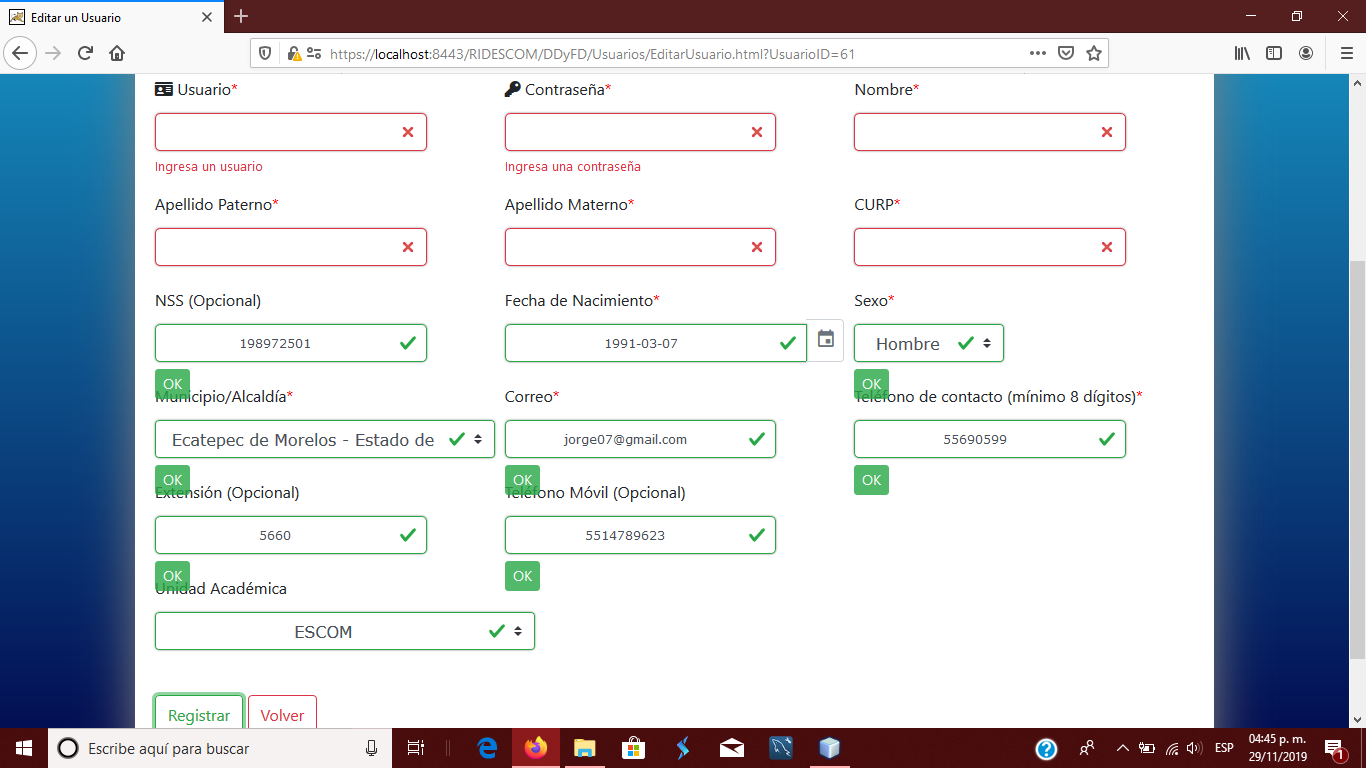 Editar un Usuario
https://localhost:8443/RIDESCOM/DDyFD/Usuarios/EditarUsuario.html?UsuarioID=61
Usuario* Contraseña* Nombre*
Ingresa un usuario Ingresa una contraseña
Apellido Paterno* Apellido Materno* CURP*
NSS (Opcional) Fecha de Nacimiento* Sexo*
198972501 1991-03-07 Hombre
OK OK
Municipio/Alcaldía* Correo* Teléfono de contacto (mínimo 8 dígitos)*
Ecatepec de Morelos - Estado de jorge07@gmail.com 55690599
OK OK OK
Extensión (Opcional) Teléfono Móvil (Opcional)
5660 5514789623
OK OK
Unidad Académica
ESCOM
Registrar Volver
Escribe aquí para buscar ESP 04:45 p. m.
29/11/2019 1